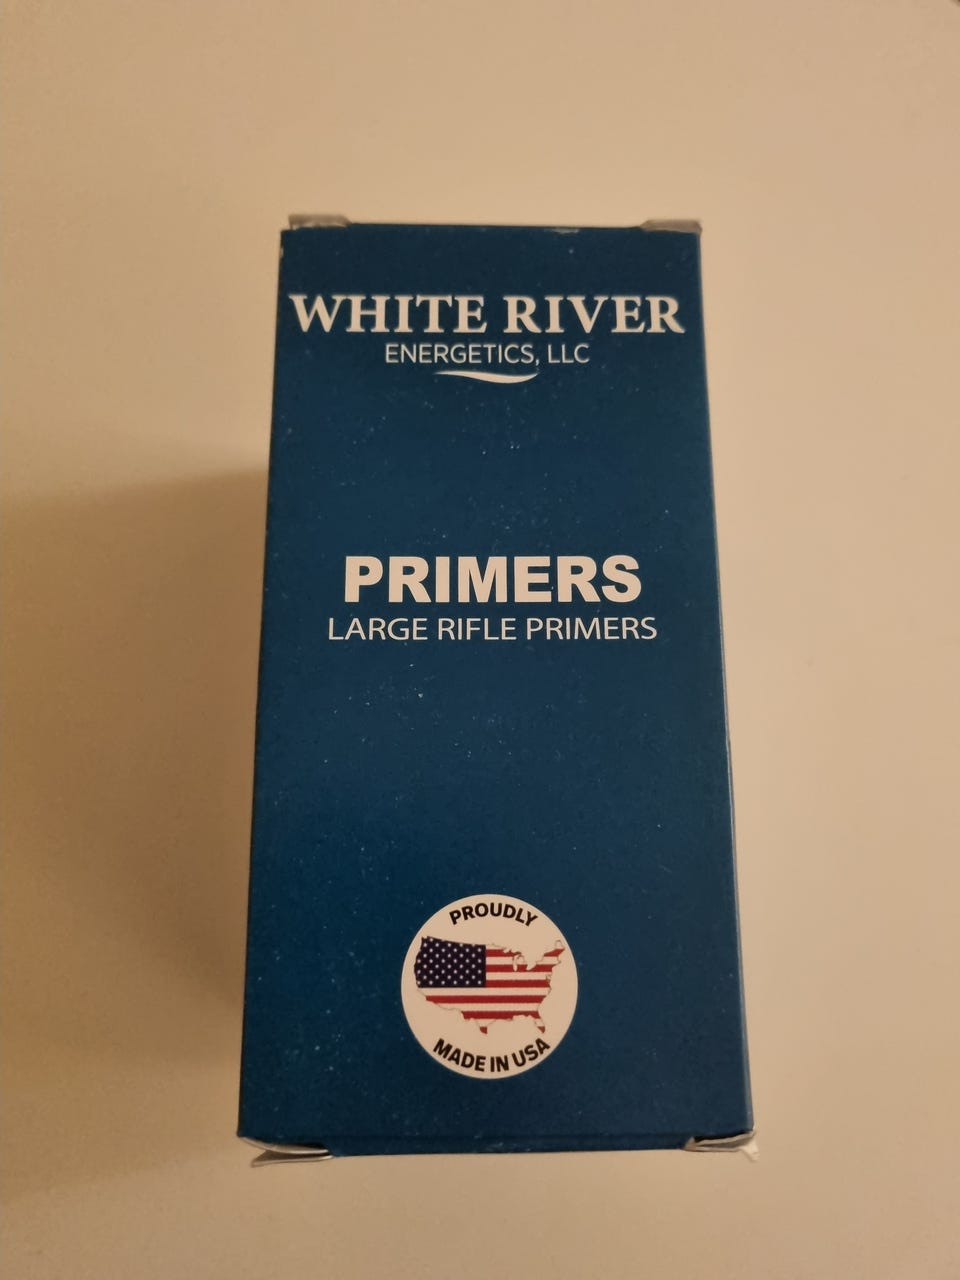 WHITE RIVER
ENERGETICS, LLC
PRIMERS
LARGE RIFLE PRIMERS
PROUDLY
MADE IN USA